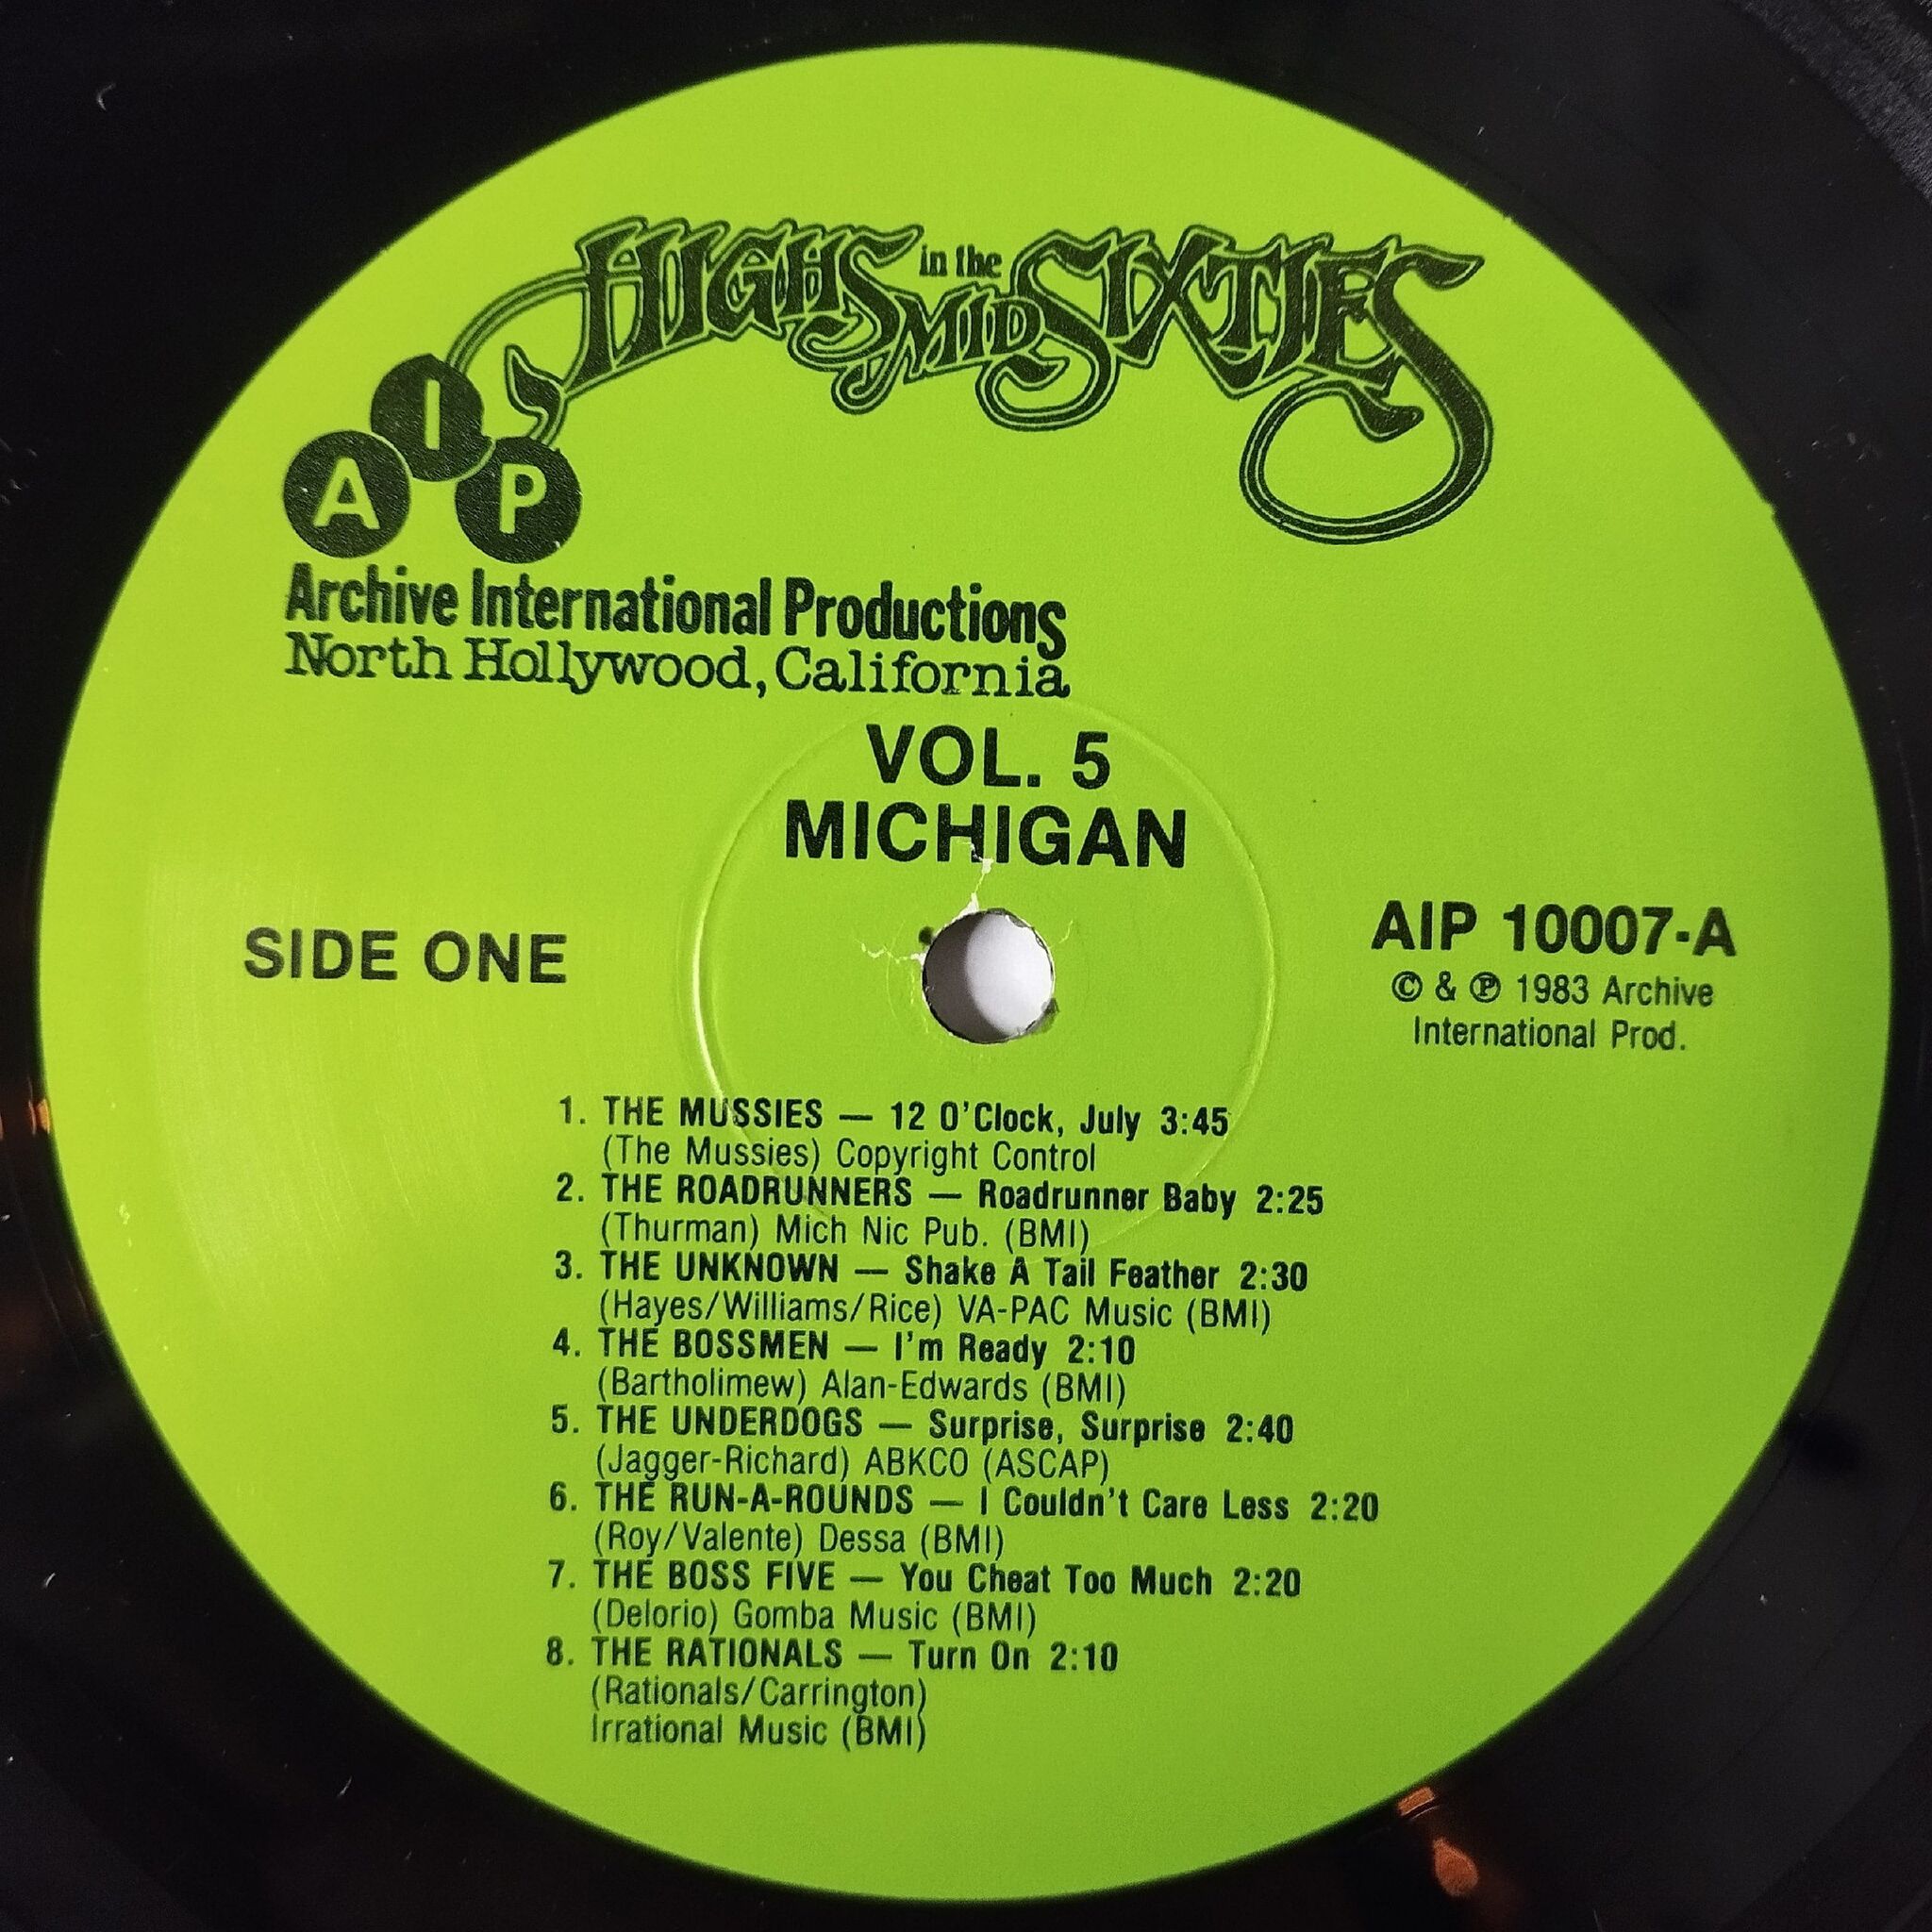 HIGHS in the MID SIXTIES
A I P
Archive International Productions
North Hollywood, California
VOL. 5
MICHIGAN
SIDE ONE
AIP 10007-A
© & ℗ 1983 Archive
International Prod.
1. THE MUSSIES — 12 O'Clock, July 3:45
(The Mussies) Copyright Control
2. THE ROADRUNNERS — Roadrunner Baby 2:25
(Thurman) Mich Nic Pub. (BMI)
3. THE UNKNOWN — Shake A Tail Feather 2:30
(Hayes/Williams/Rice) VA-PAC Music (BMI)
4. THE BOSSMEN — I'm Ready 2:10
(Bartholimew) Alan-Edwards (BMI)
5. THE UNDERDOGS — Surprise, Surprise 2:40
(Jagger-Richard) ABKCO (ASCAP)
6. THE RUN-A-ROUNDS — I Couldn't Care Less 2:20
(Roy/Valente) Dessa (BMI)
7. THE BOSS FIVE — You Cheat Too Much 2:20
(Delorio) Gomba Music (BMI)
8. THE RATIONALS — Turn On 2:10
(Rationals/Carrington)
Irrational Music (BMI)